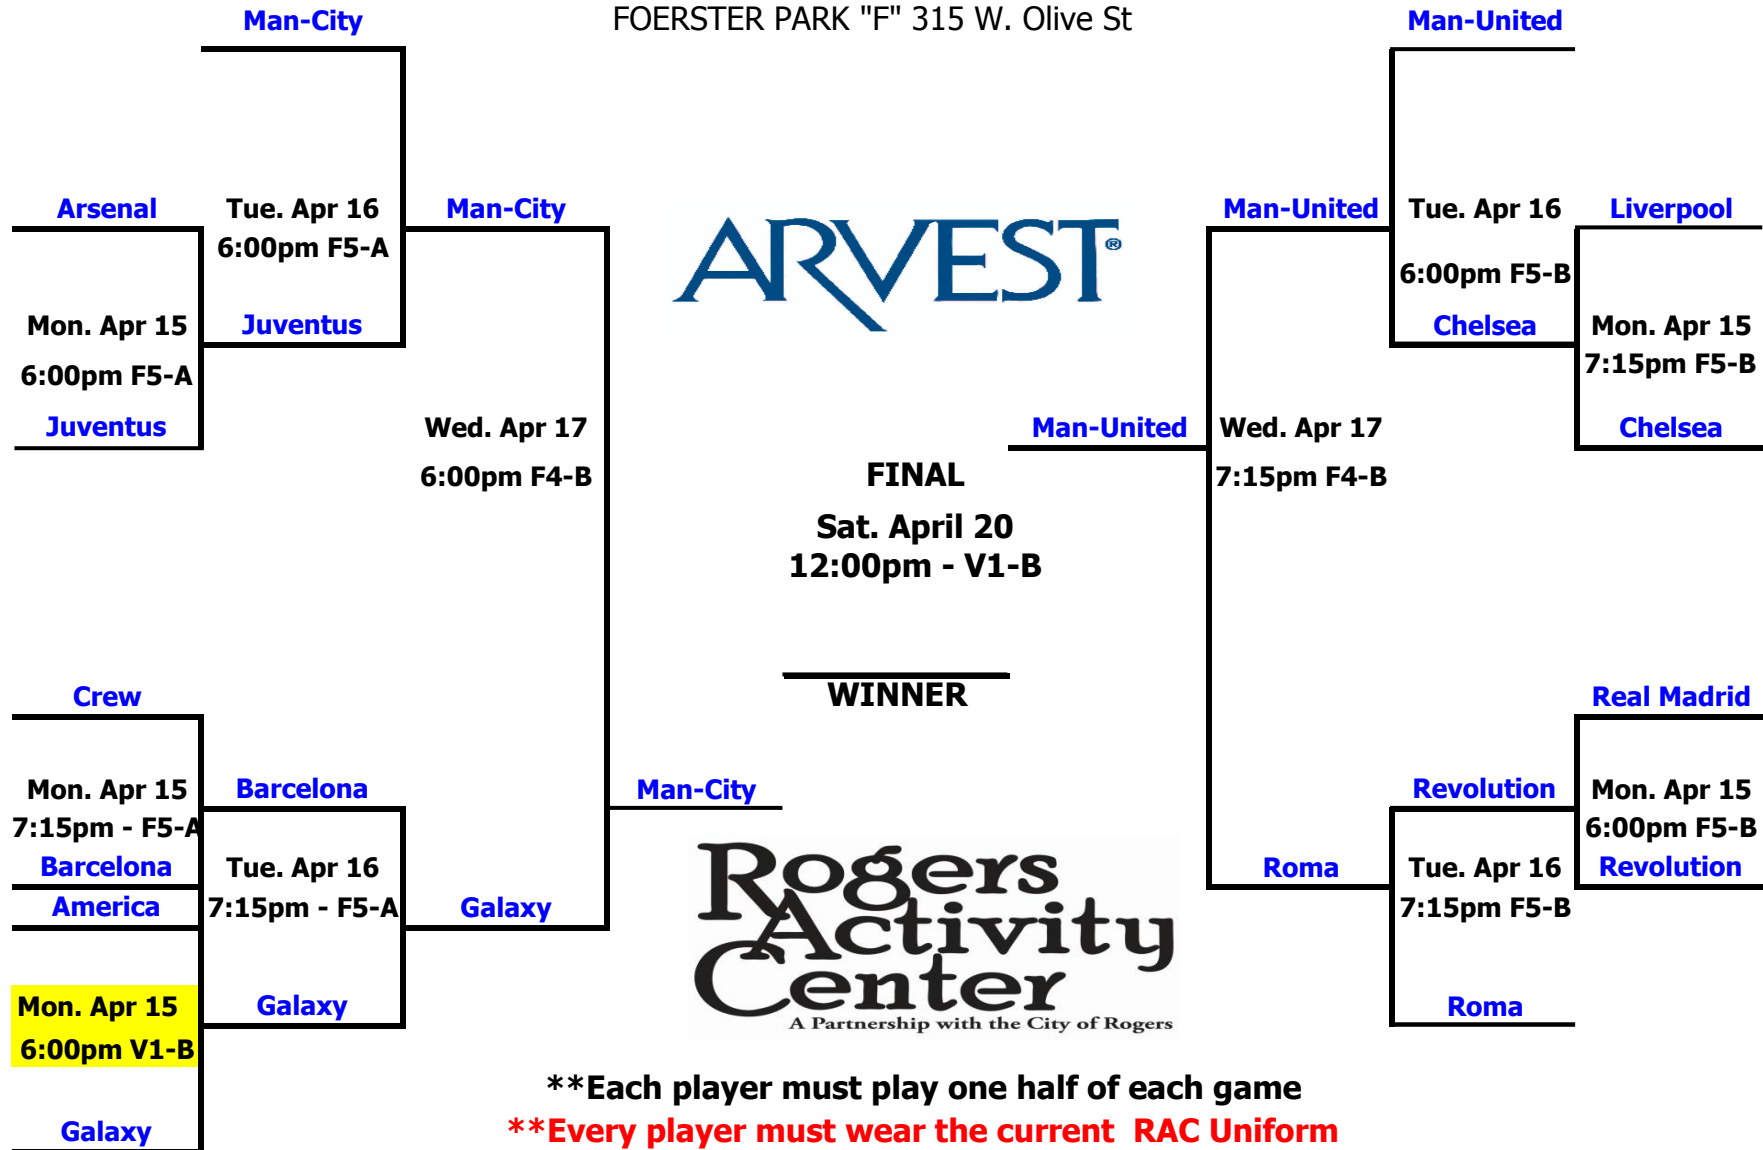 Man-City
FOERSTER PARK "F" 315 W. Olive St
Man-United
Arsenal
Tue. Apr 16
6:00pm F5-A
Man-City
ARVEST®
Man-United
Tue. Apr 16
6:00pm F5-B
Liverpool
Mon. Apr 15
6:00pm F5-A
Juventus
Chelsea
Mon. Apr 15
7:15pm F5-B
Juventus
Wed. Apr 17
6:00pm F4-B
Man-United
Wed. Apr 17
7:15pm F4-B
Chelsea
FINAL
Sat. April 20
12:00pm - V1-B
WINNER
Crew
Real Madrid
Mon. Apr 15
7:15pm - F5-A
Barcelona
Man-City
Revolution
Mon. Apr 15
6:00pm F5-B
Barcelona
America
Tue. Apr 16
7:15pm - F5-A
Galaxy
Rogers
Activity
Center
A Partnership with the City of Rogers
Roma
Tue. Apr 16
7:15pm F5-B
Revolution
Mon. Apr 15
6:00pm V1-B
Galaxy
Roma
Galaxy
**Each player must play one half of each game
**Every player must wear the current RAC Uniform